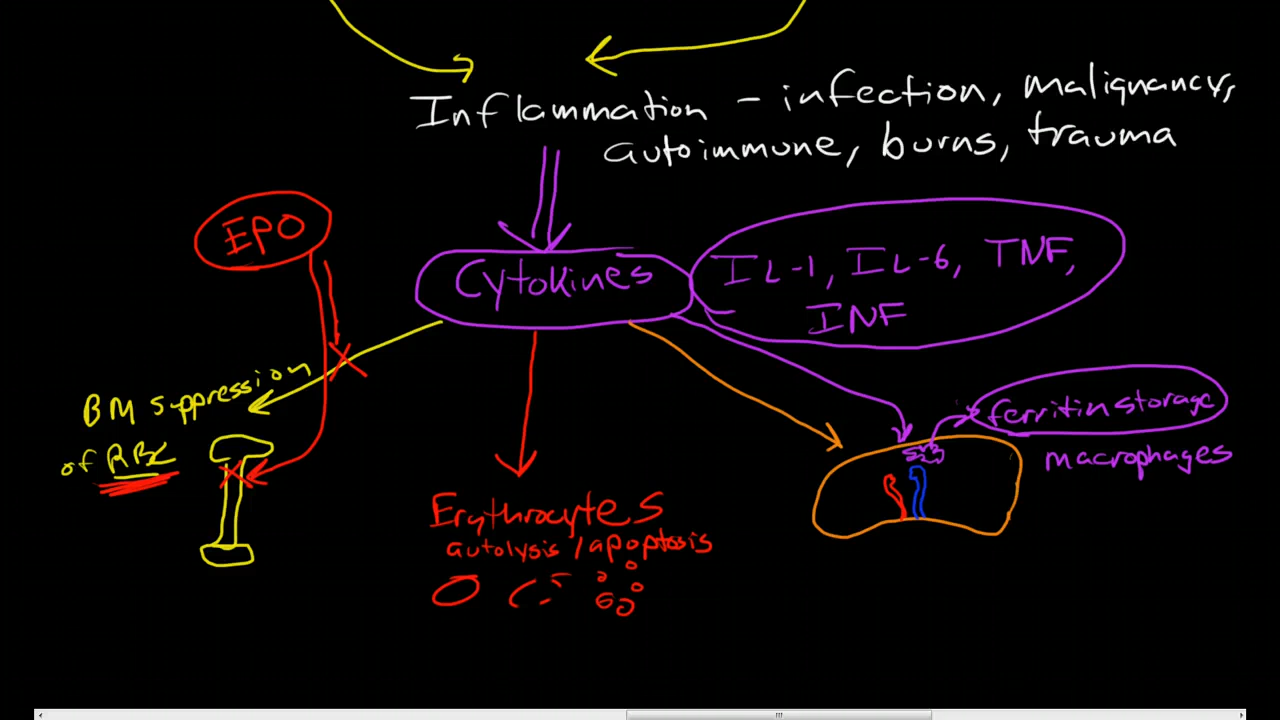 Inflammation - infection, malignancy,
autoimmune, burns, trauma
EPO
Cytokines
IL-1, IL-6, TNF,
INF
BM suppression
of RBC
ferritin storage
macrophages
Erythrocytes
autolysis / apoptosis